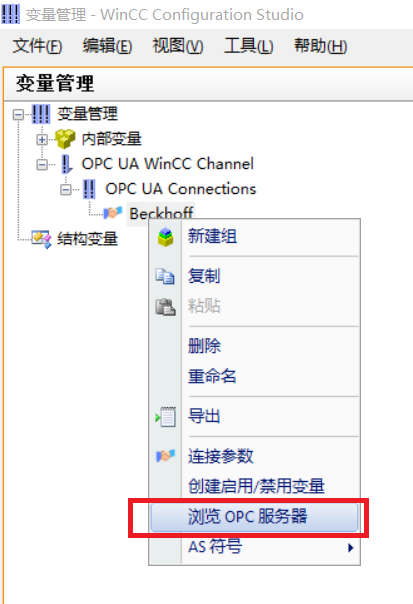 变量管理 - WinCC Configuration Studio
文件(F) 编辑(E) 视图(V) 工具(L) 帮助(H)
变量管理
变量管理
内部变量
OPC UA WinCC Channel
OPC UA Connections
Beckhoff
结构变量
新建组
复制
粘贴
删除
重命名
导出
连接参数
创建启用/禁用变量
浏览 OPC 服务器
AS 符号